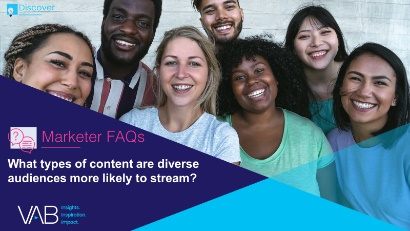 Discover
Marketer FAQs
What types of content are diverse
audiences more likely to stream?
VAB
insights.
inspiration.
impact.